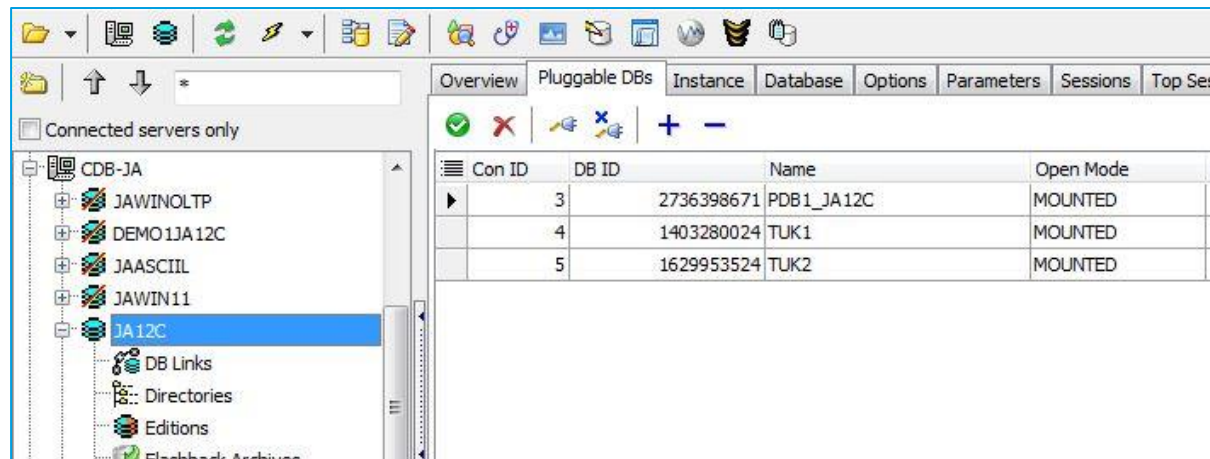 *
Connected servers only
CDB-JA
JAWINOLTP
DEMO1JA12C
JAASCIIL
JAWIN11
JA12C
DB Links
Directories
Editions
Flashback Archives
Overview Pluggable DBs Instance Database Options Parameters Sessions Top Ses
Con ID DB ID Name Open Mode
3 2736398671 PDB1_JA12C MOUNTED
4 1403280024 TUK1 MOUNTED
5 1629953524 TUK2 MOUNTED